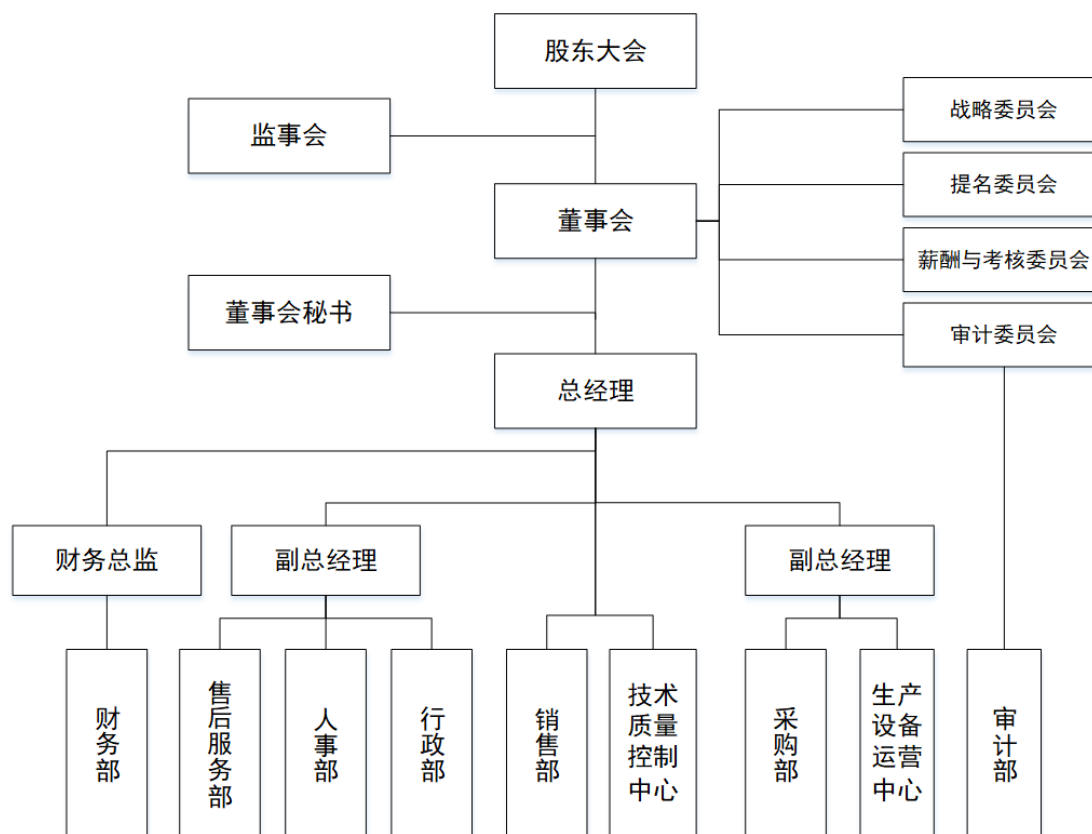 股东大会
战略委员会
监事会
提名委员会
董事会
薪酬与考核委员会
董事会秘书
审计委员会
总经理
财务总监
副总经理
副总经理
财务部
售后服务部
人事部
行政部
销售部
技术
质量
控制
中心
采购部
生产
设备
运营
中心
审计部